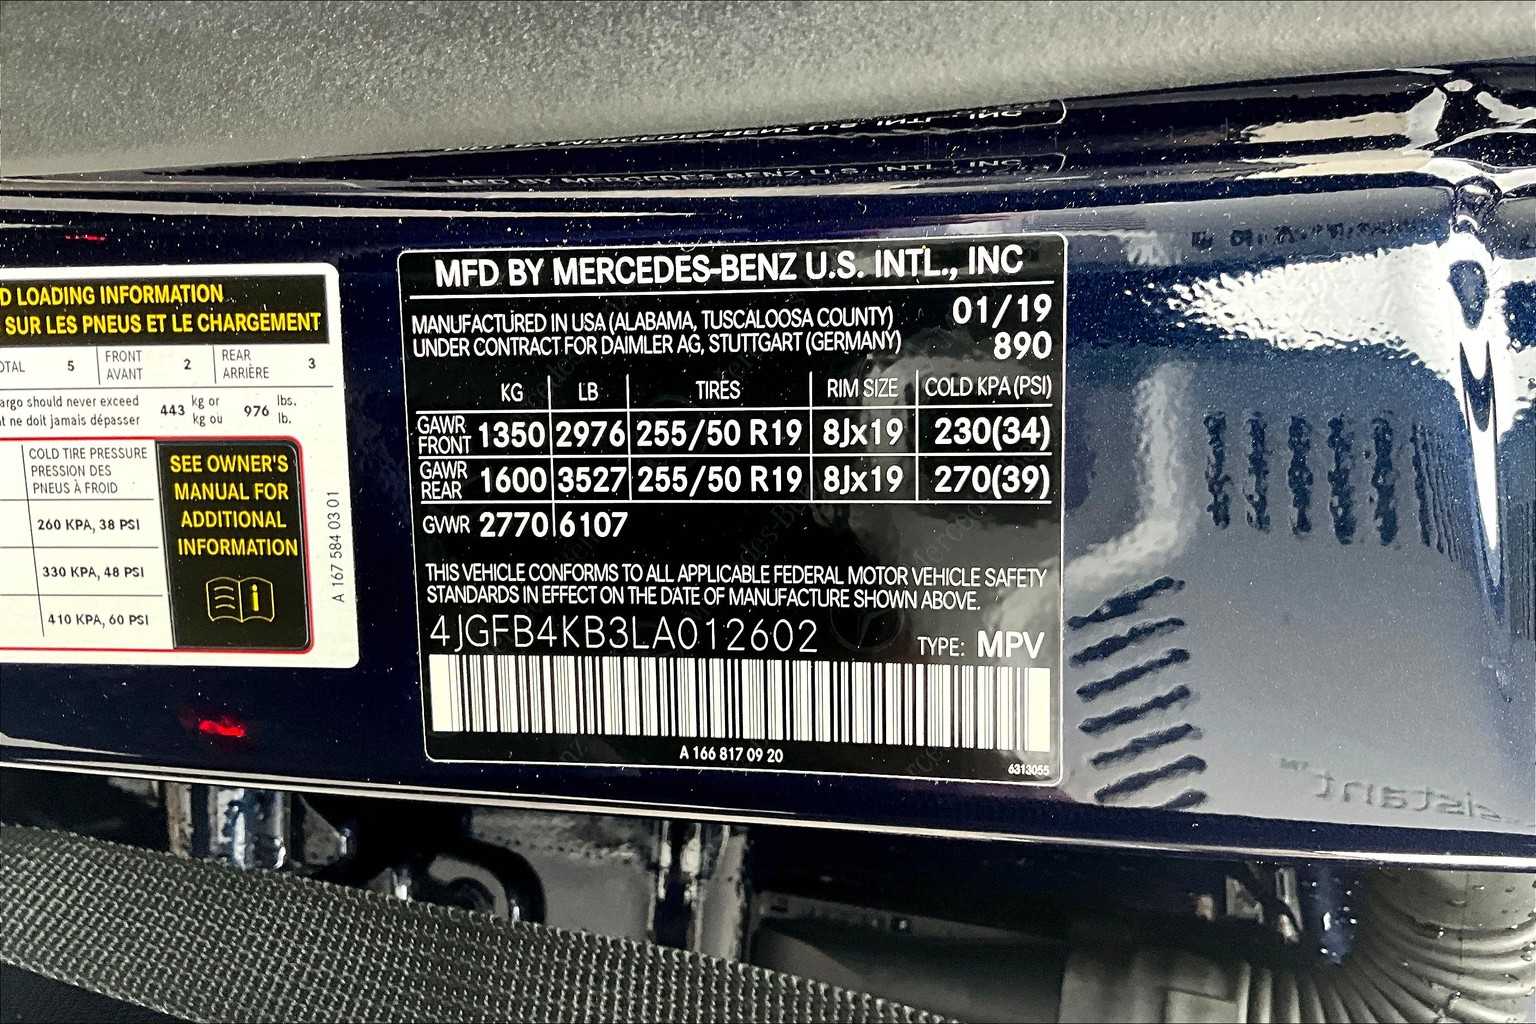 D LOADING INFORMATION
SUR LES PNEUS ET LE CHARGEMENT
OTAL 5 FRONT AVANT 2 REAR ARRIÈRE 3
argo should never exceed 443 kg or 976 lbs.
t ne doit jamais dépasser kg ou lb.
COLD TIRE PRESSURE
PRESSION DES
PNEUS À FROID
260 KPA, 38 PSI
330 KPA, 48 PSI
410 KPA, 60 PSI
SEE OWNER'S
MANUAL FOR
ADDITIONAL
INFORMATION
i
A 167 584 03 01
MFD BY MERCEDES-BENZ U.S. INTL., INC
MANUFACTURED IN USA (ALABAMA, TUSCALOOSA COUNTY) 01/19
UNDER CONTRACT FOR DAIMLER AG, STUTTGART (GERMANY) 890
KG LB TIRES RIM SIZE COLD KPA (PSI)
GAWR FRONT 1350 2976 255/50 R19 8Jx19 230(34)
GAWR REAR 1600 3527 255/50 R19 8Jx19 270(39)
GVWR 2770 6107
THIS VEHICLE CONFORMS TO ALL APPLICABLE FEDERAL MOTOR VEHICLE SAFETY
STANDARDS IN EFFECT ON THE DATE OF MANUFACTURE SHOWN ABOVE.
4JGFB4KB3LA012602 TYPE: MPV
A 166 817 09 20
6313055